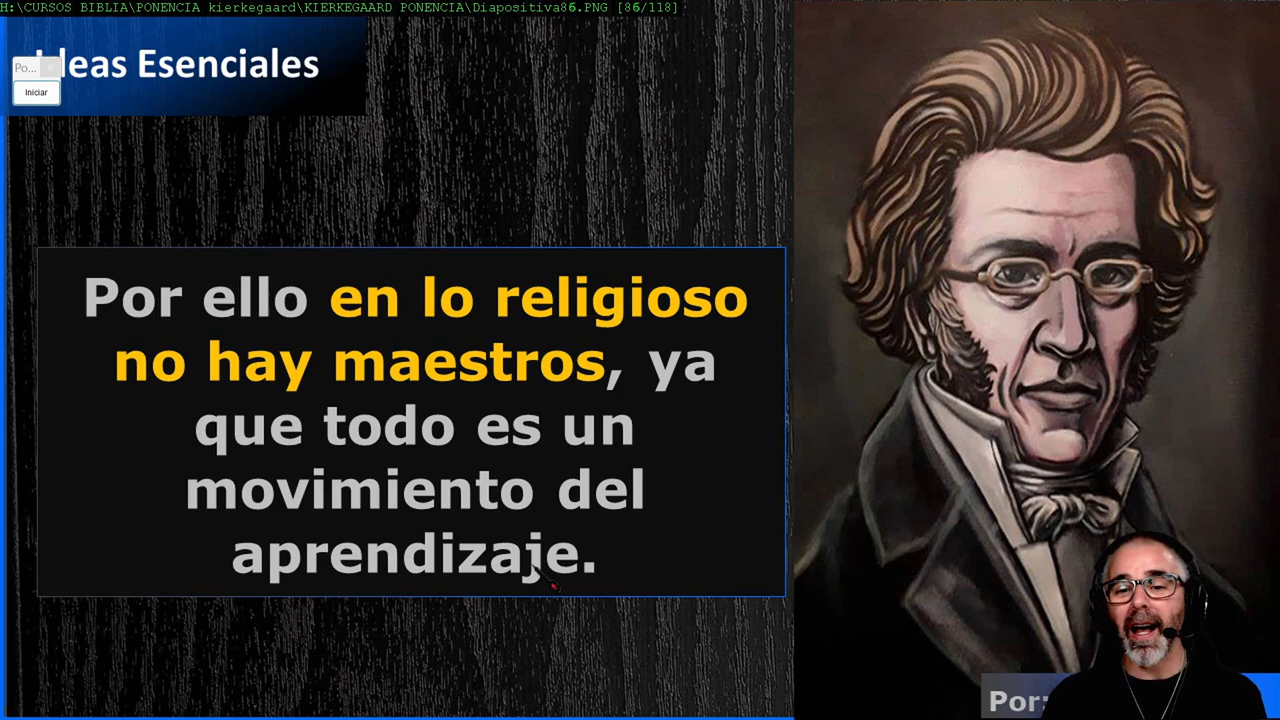 H:\CURSOS BIBLIA\PONENCIA kierkegaard\KIERKEGAARD PONENCIA\Diapositiva86.PNG [86/118]
Ideas Esenciales
Po...
Iniciar
Por ello en lo religioso
no hay maestros, ya
que todo es un
movimiento del
aprendizaje.
Por: